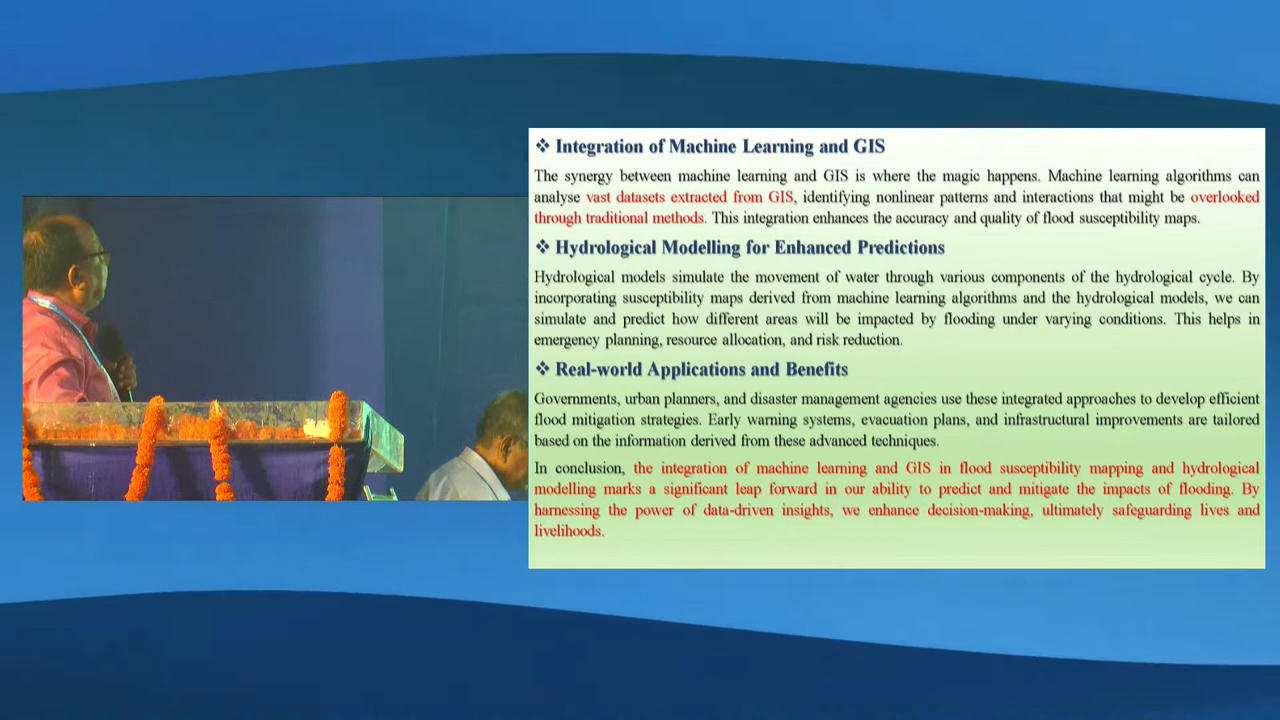 ❖ Integration of Machine Learning and GIS
The synergy between machine learning and GIS is where the magic happens. Machine learning algorithms can
analyse vast datasets extracted from GIS, identifying nonlinear patterns and interactions that might be overlooked
through traditional methods. This integration enhances the accuracy and quality of flood susceptibility maps.
❖ Hydrological Modelling for Enhanced Predictions
Hydrological models simulate the movement of water through various components of the hydrological cycle. By
incorporating susceptibility maps derived from machine learning algorithms and the hydrological models, we can
simulate and predict how different areas will be impacted by flooding under varying conditions. This helps in
emergency planning, resource allocation, and risk reduction.
❖ Real-world Applications and Benefits
Governments, urban planners, and disaster management agencies use these integrated approaches to develop efficient
flood mitigation strategies. Early warning systems, evacuation plans, and infrastructural improvements are tailored
based on the information derived from these advanced techniques.
In conclusion, the integration of machine learning and GIS in flood susceptibility mapping and hydrological
modelling marks a significant leap forward in our ability to predict and mitigate the impacts of flooding. By
harnessing the power of data-driven insights, we enhance decision-making, ultimately safeguarding lives and
livelihoods.